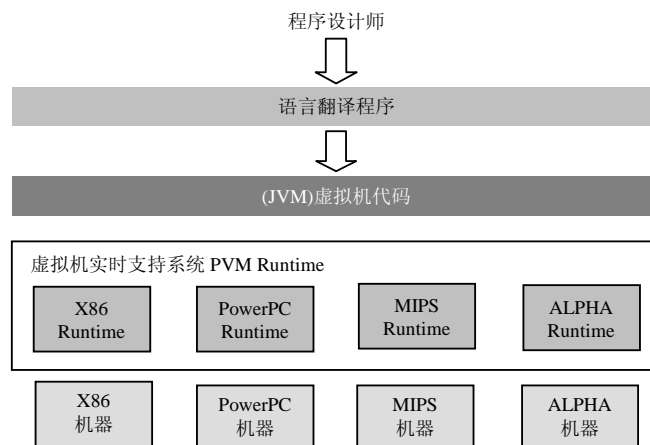 程序设计师
语言翻译程序
(JVM)虚拟机代码
虚拟机实时支持系统 PVM Runtime
X86
Runtime
PowerPC
Runtime
MIPS
Runtime
ALPHA
Runtime
X86
机器
PowerPC
机器
MIPS
机器
ALPHA
机器